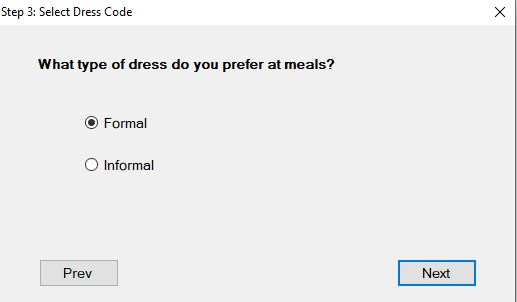 Step 3: Select Dress Code
What type of dress do you prefer at meals?
Formal
Informal
Prev Next